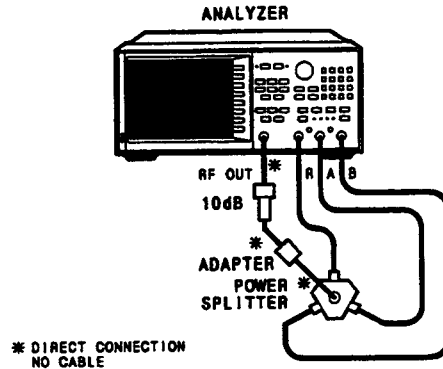 ANALYZER
RF OUT
*
R
A
B
10dB
*
ADAPTER
POWER *
SPLITTER
* DIRECT CONNECTION
NO CABLE